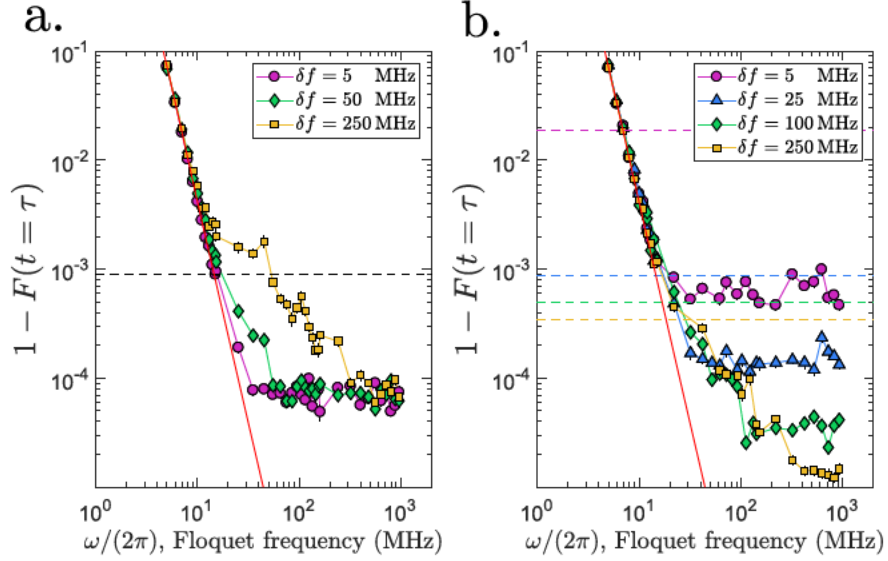 a.
10^{-1}
10^{-2}
10^{-3}
10^{-4}
1 − F(t = τ)
δf = 5 MHz
δf = 50 MHz
δf = 250 MHz
10^{0} 10^{1} 10^{2} 10^{3}
ω/(2π), Floquet frequency (MHz)
b.
10^{-1}
10^{-2}
10^{-3}
10^{-4}
1 − F(t = τ)
δf = 5 MHz
δf = 25 MHz
δf = 100 MHz
δf = 250 MHz
10^{0} 10^{1} 10^{2} 10^{3}
ω/(2π), Floquet frequency (MHz)